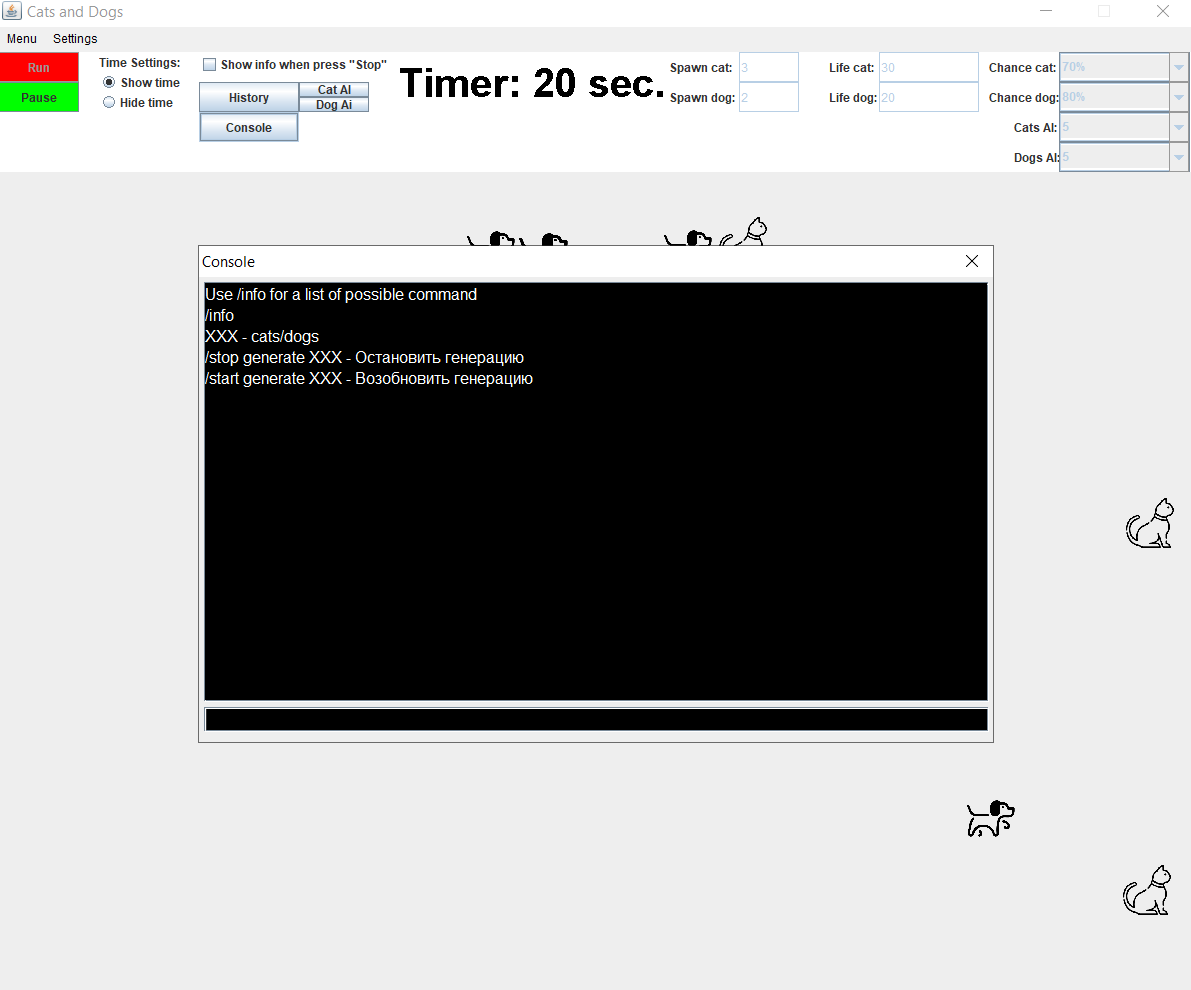 Cats and Dogs
Menu Settings
Run
Pause
Time Settings:
Show time
Hide time
Show info when press "Stop"
History
Cat AI
Dog Ai
Console
Timer: 20 sec.
Spawn cat: 3
Spawn dog: 2
Life cat: 30
Life dog: 20
Chance cat: 70%
Chance dog: 80%
Cats AI: 5
Dogs AI: 5
Console
Use /info for a list of possible command
/info
XXX - cats/dogs
/stop generate XXX - Остановить генерацию
/start generate XXX - Возобновить генерацию